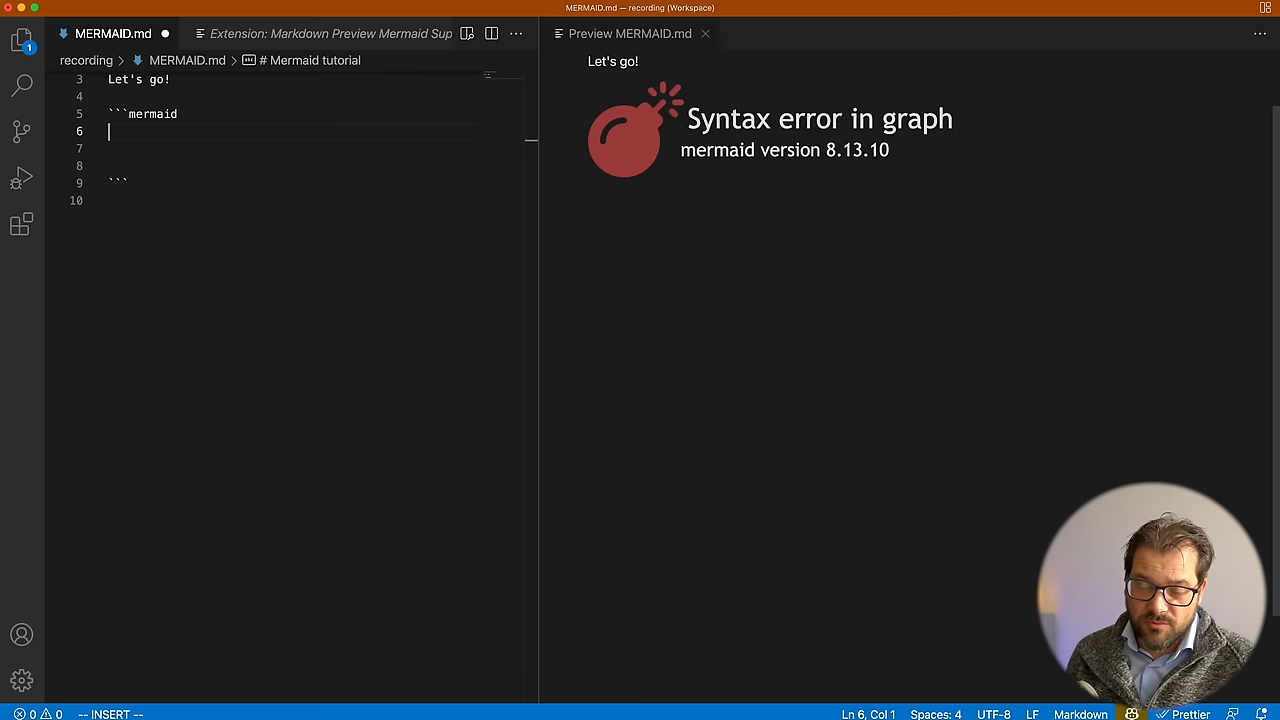 MERMAID.md — recording (Workspace)
MERMAID.md
Extension: Markdown Preview Mermaid Sup
Preview MERMAID.md
1
recording > MERMAID.md > # Mermaid tutorial
3 Let's go!
4
5 ```mermaid
6
7
8
9 ```
10
Let's go!
Syntax error in graph
mermaid version 8.13.10
0 0 -- INSERT --
Ln 6, Col 1 Spaces: 4 UTF-8 LF Markdown Prettier